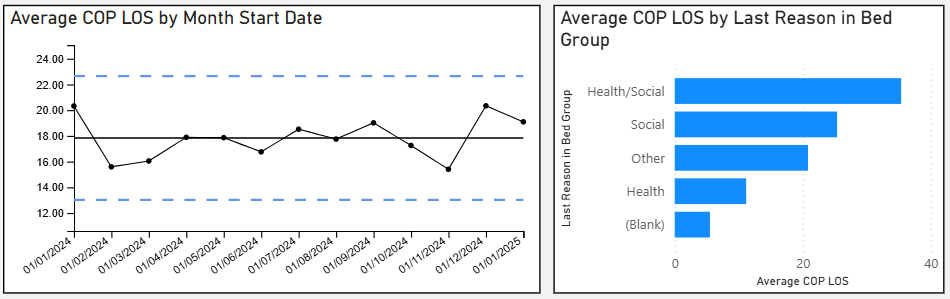 Average COP LOS by Month Start Date
24.00
22.00
20.00
18.00
16.00
14.00
12.00
01/01/2024
01/02/2024
01/03/2024
01/04/2024
01/05/2024
01/06/2024
01/07/2024
01/08/2024
01/09/2024
01/10/2024
01/11/2024
01/12/2024
01/01/2025
Average COP LOS by Last Reason in Bed
Group
Last Reason in Bed Group
Health/Social
Social
Other
Health
(Blank)
0
20
40
Average COP LOS